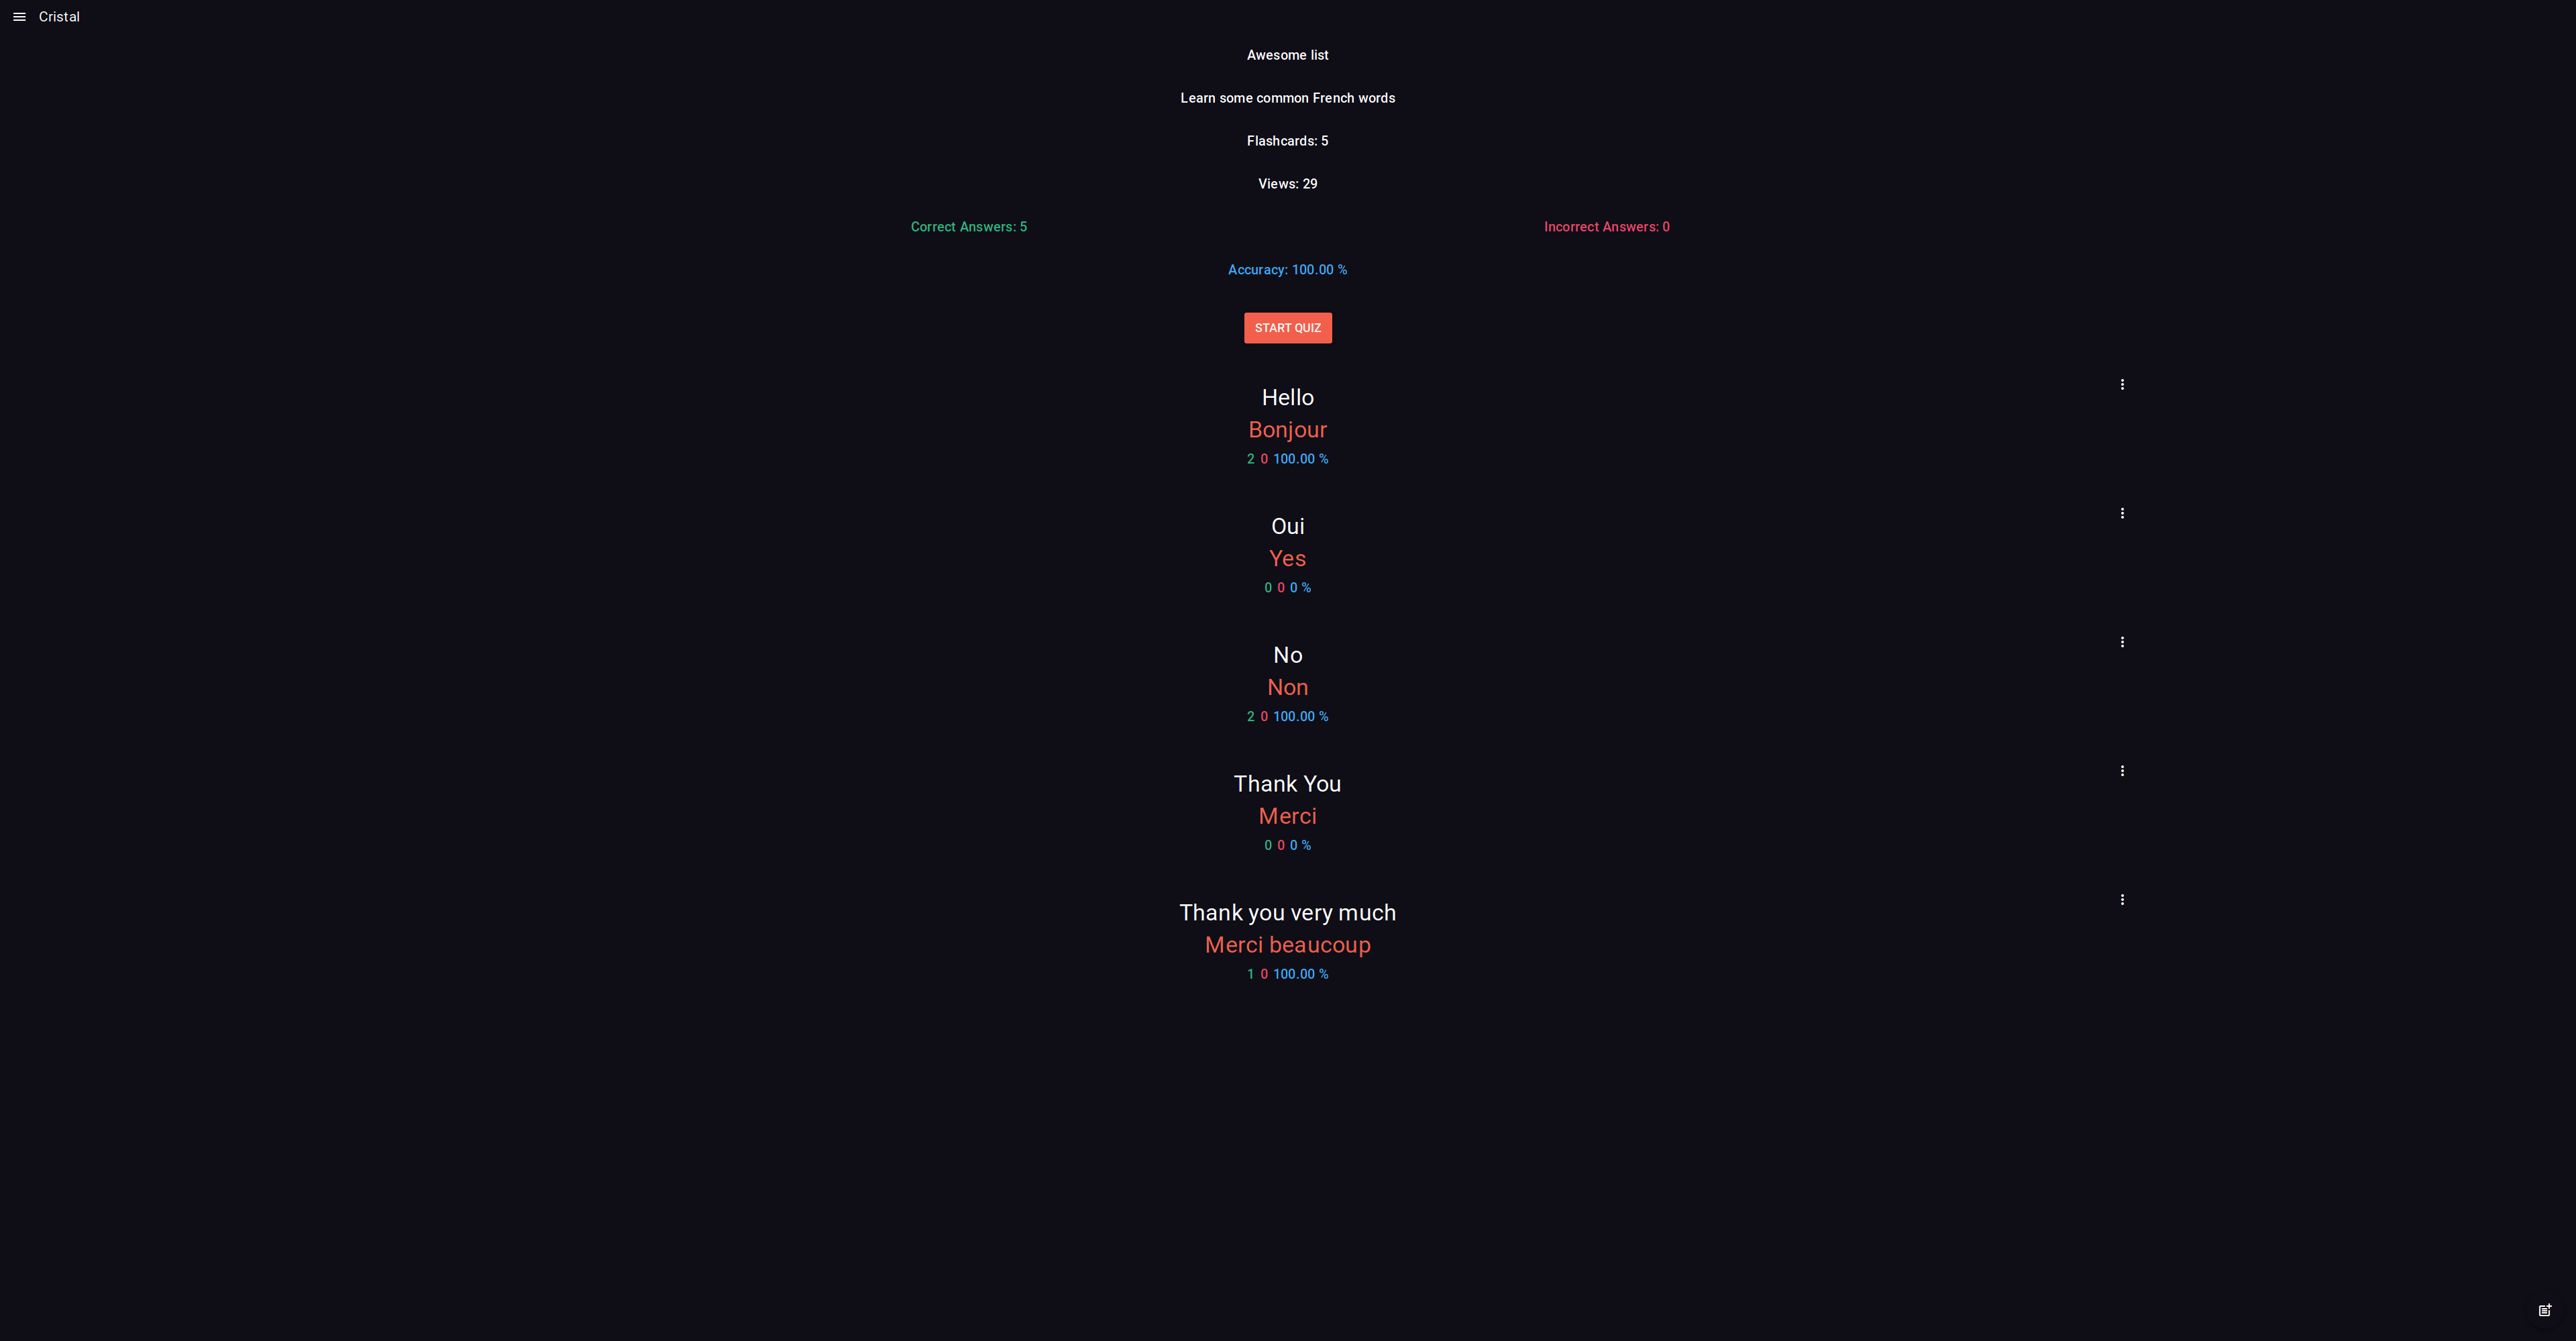 Cristal
Awesome list
Learn some common French words
Flashcards: 5
Views: 29
Correct Answers: 5 Incorrect Answers: 0
Accuracy: 100.00 %
START QUIZ
Hello
Bonjour
2 0 100.00 %
Oui
Yes
0 0 0 %
No
Non
2 0 100.00 %
Thank You
Merci
0 0 0 %
Thank you very much
Merci beaucoup
1 0 100.00 %